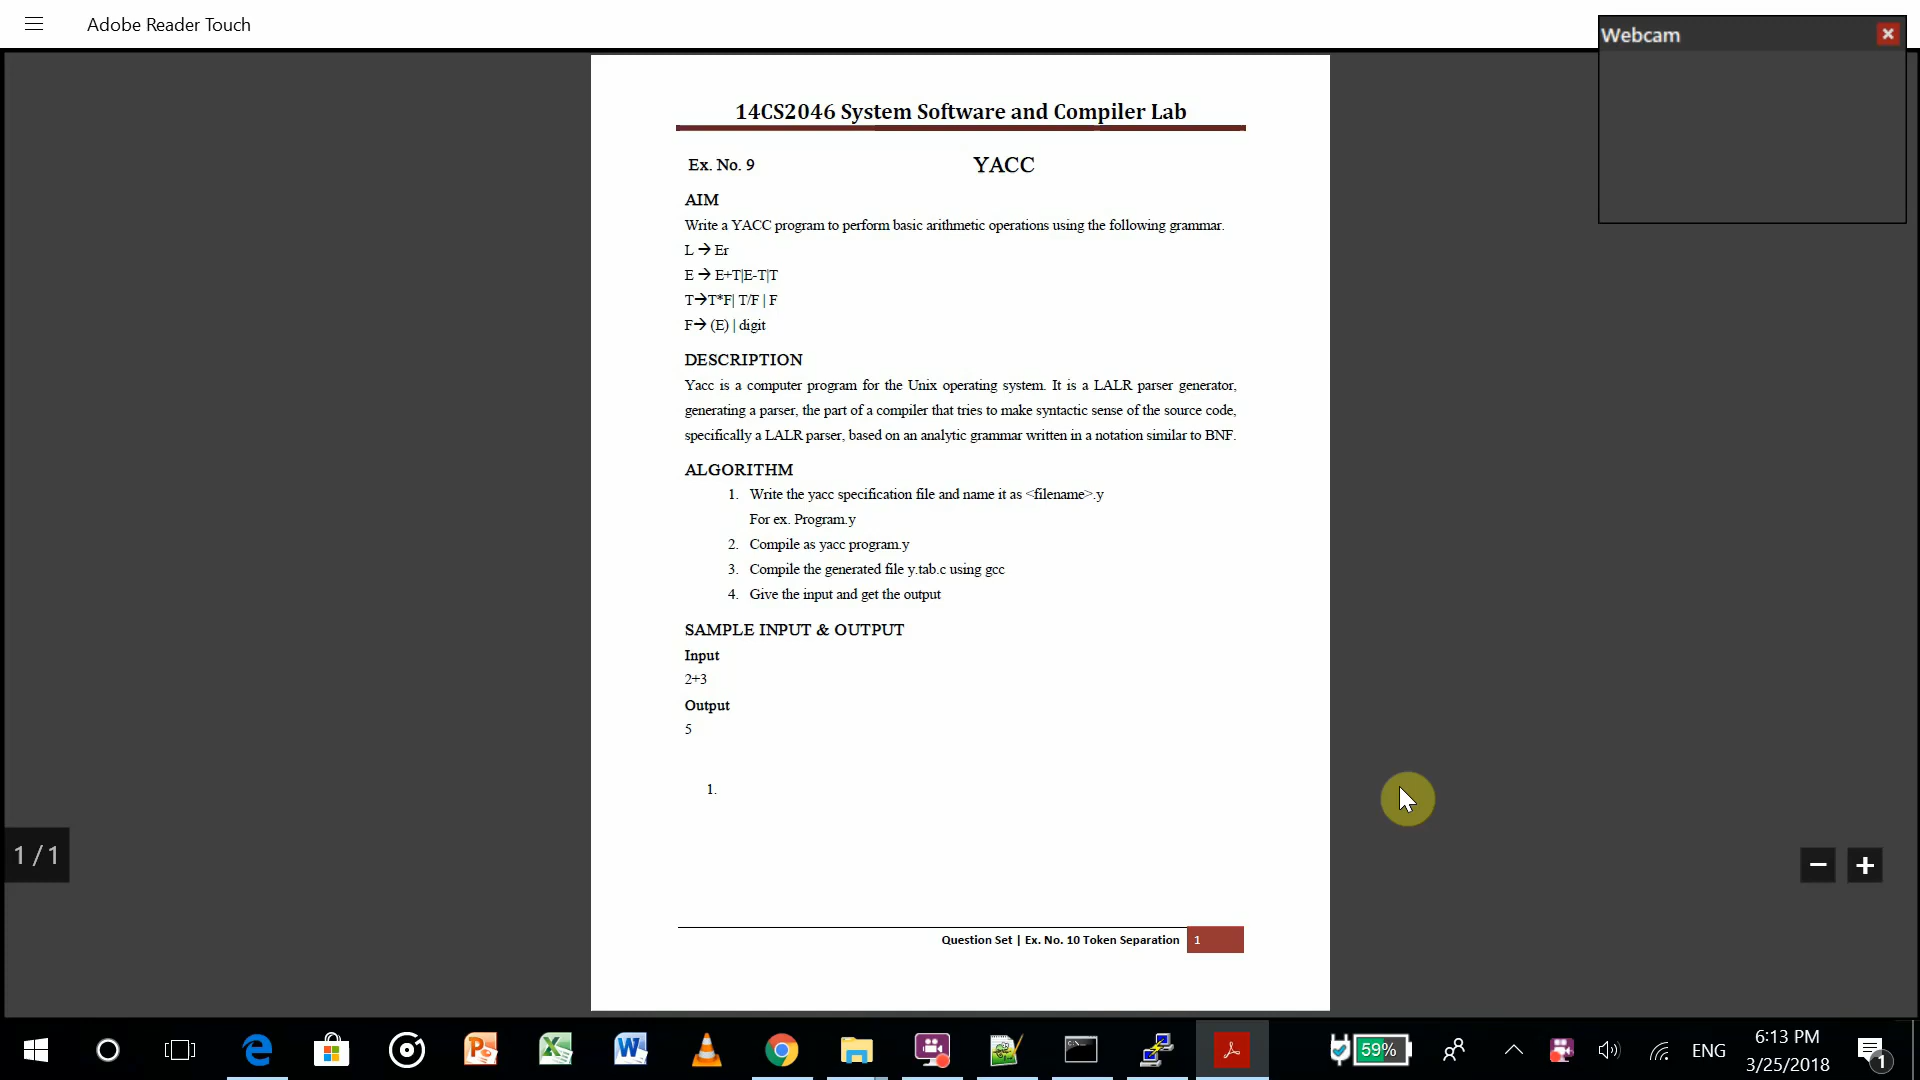 Adobe Reader Touch
Webcam
14CS2046 System Software and Compiler Lab
Ex. No. 9 YACC
AIM
Write a YACC program to perform basic arithmetic operations using the following grammar.
L → Er
E → E+T|E-T|T
T→T*F| T/F | F
F→ (E) | digit
DESCRIPTION
Yacc is a computer program for the Unix operating system. It is a LALR parser generator,
generating a parser, the part of a compiler that tries to make syntactic sense of the source code,
specifically a LALR parser, based on an analytic grammar written in a notation similar to BNF.
ALGORITHM
1. Write the yacc specification file and name it as <filename>.y
For ex. Program.y
2. Compile as yacc program.y
3. Compile the generated file y.tab.c using gcc
4. Give the input and get the output
SAMPLE INPUT & OUTPUT
Input
2+3
Output
5
1.
1 / 1
Question Set | Ex. No. 10 Token Separation 1
59%
ENG
6:13 PM
3/25/2018
1